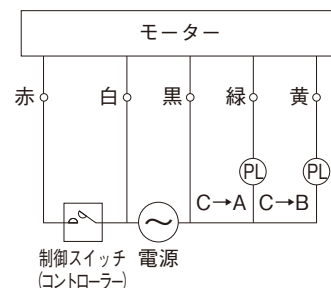 モーター
赤 白 黒 緑 黄
PL PL
C→A C→B
制御スイッチ 電源
(コントローラー)